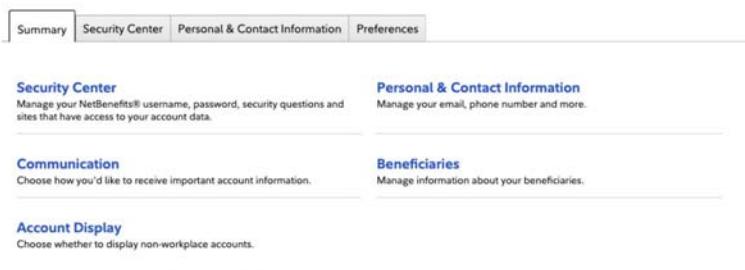 Summary
Security Center
Personal & Contact Information
Preferences
Security Center
Manage your NetBenefits® username, password, security questions and
sites that have access to your account data.
Personal & Contact Information
Manage your email, phone number and more.
Communication
Choose how you'd like to receive important account information.
Beneficiaries
Manage information about your beneficiaries.
Account Display
Choose whether to display non-workplace accounts.